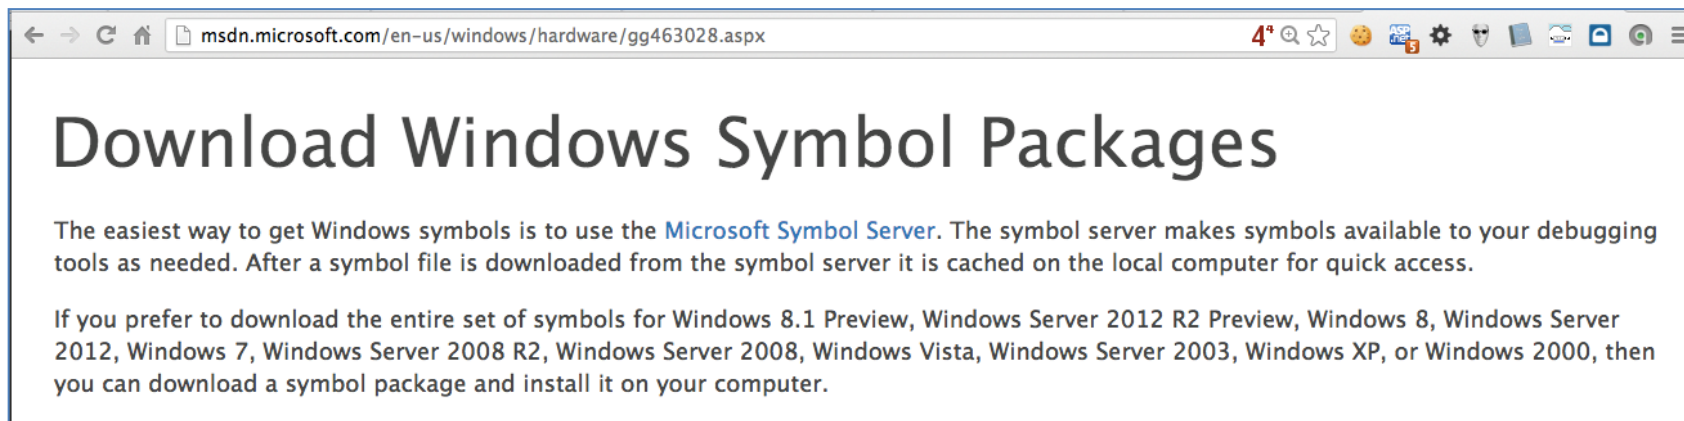 msdn.microsoft.com/en-us/windows/hardware/gg463028.aspx
4⁴
ASP
.net
5
Download Windows Symbol Packages
The easiest way to get Windows symbols is to use the Microsoft Symbol Server. The symbol server makes symbols available to your debugging
tools as needed. After a symbol file is downloaded from the symbol server it is cached on the local computer for quick access.
If you prefer to download the entire set of symbols for Windows 8.1 Preview, Windows Server 2012 R2 Preview, Windows 8, Windows Server
2012, Windows 7, Windows Server 2008 R2, Windows Server 2008, Windows Vista, Windows Server 2003, Windows XP, or Windows 2000, then
you can download a symbol package and install it on your computer.